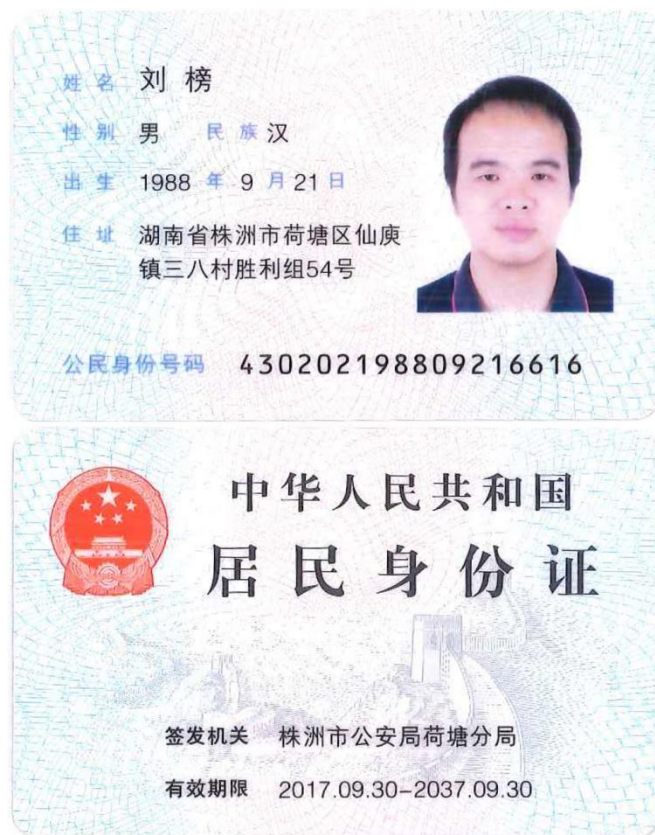 姓名 刘榜
性别 男 民族 汉
出生 1988 年 9 月 21 日
住址 湖南省株洲市荷塘区仙庾
镇三八村胜利组54号
公民身份号码 430202198809216616
中华人民共和国
居民身份证
签发机关 株洲市公安局荷塘分局
有效期限 2017.09.30-2037.09.30